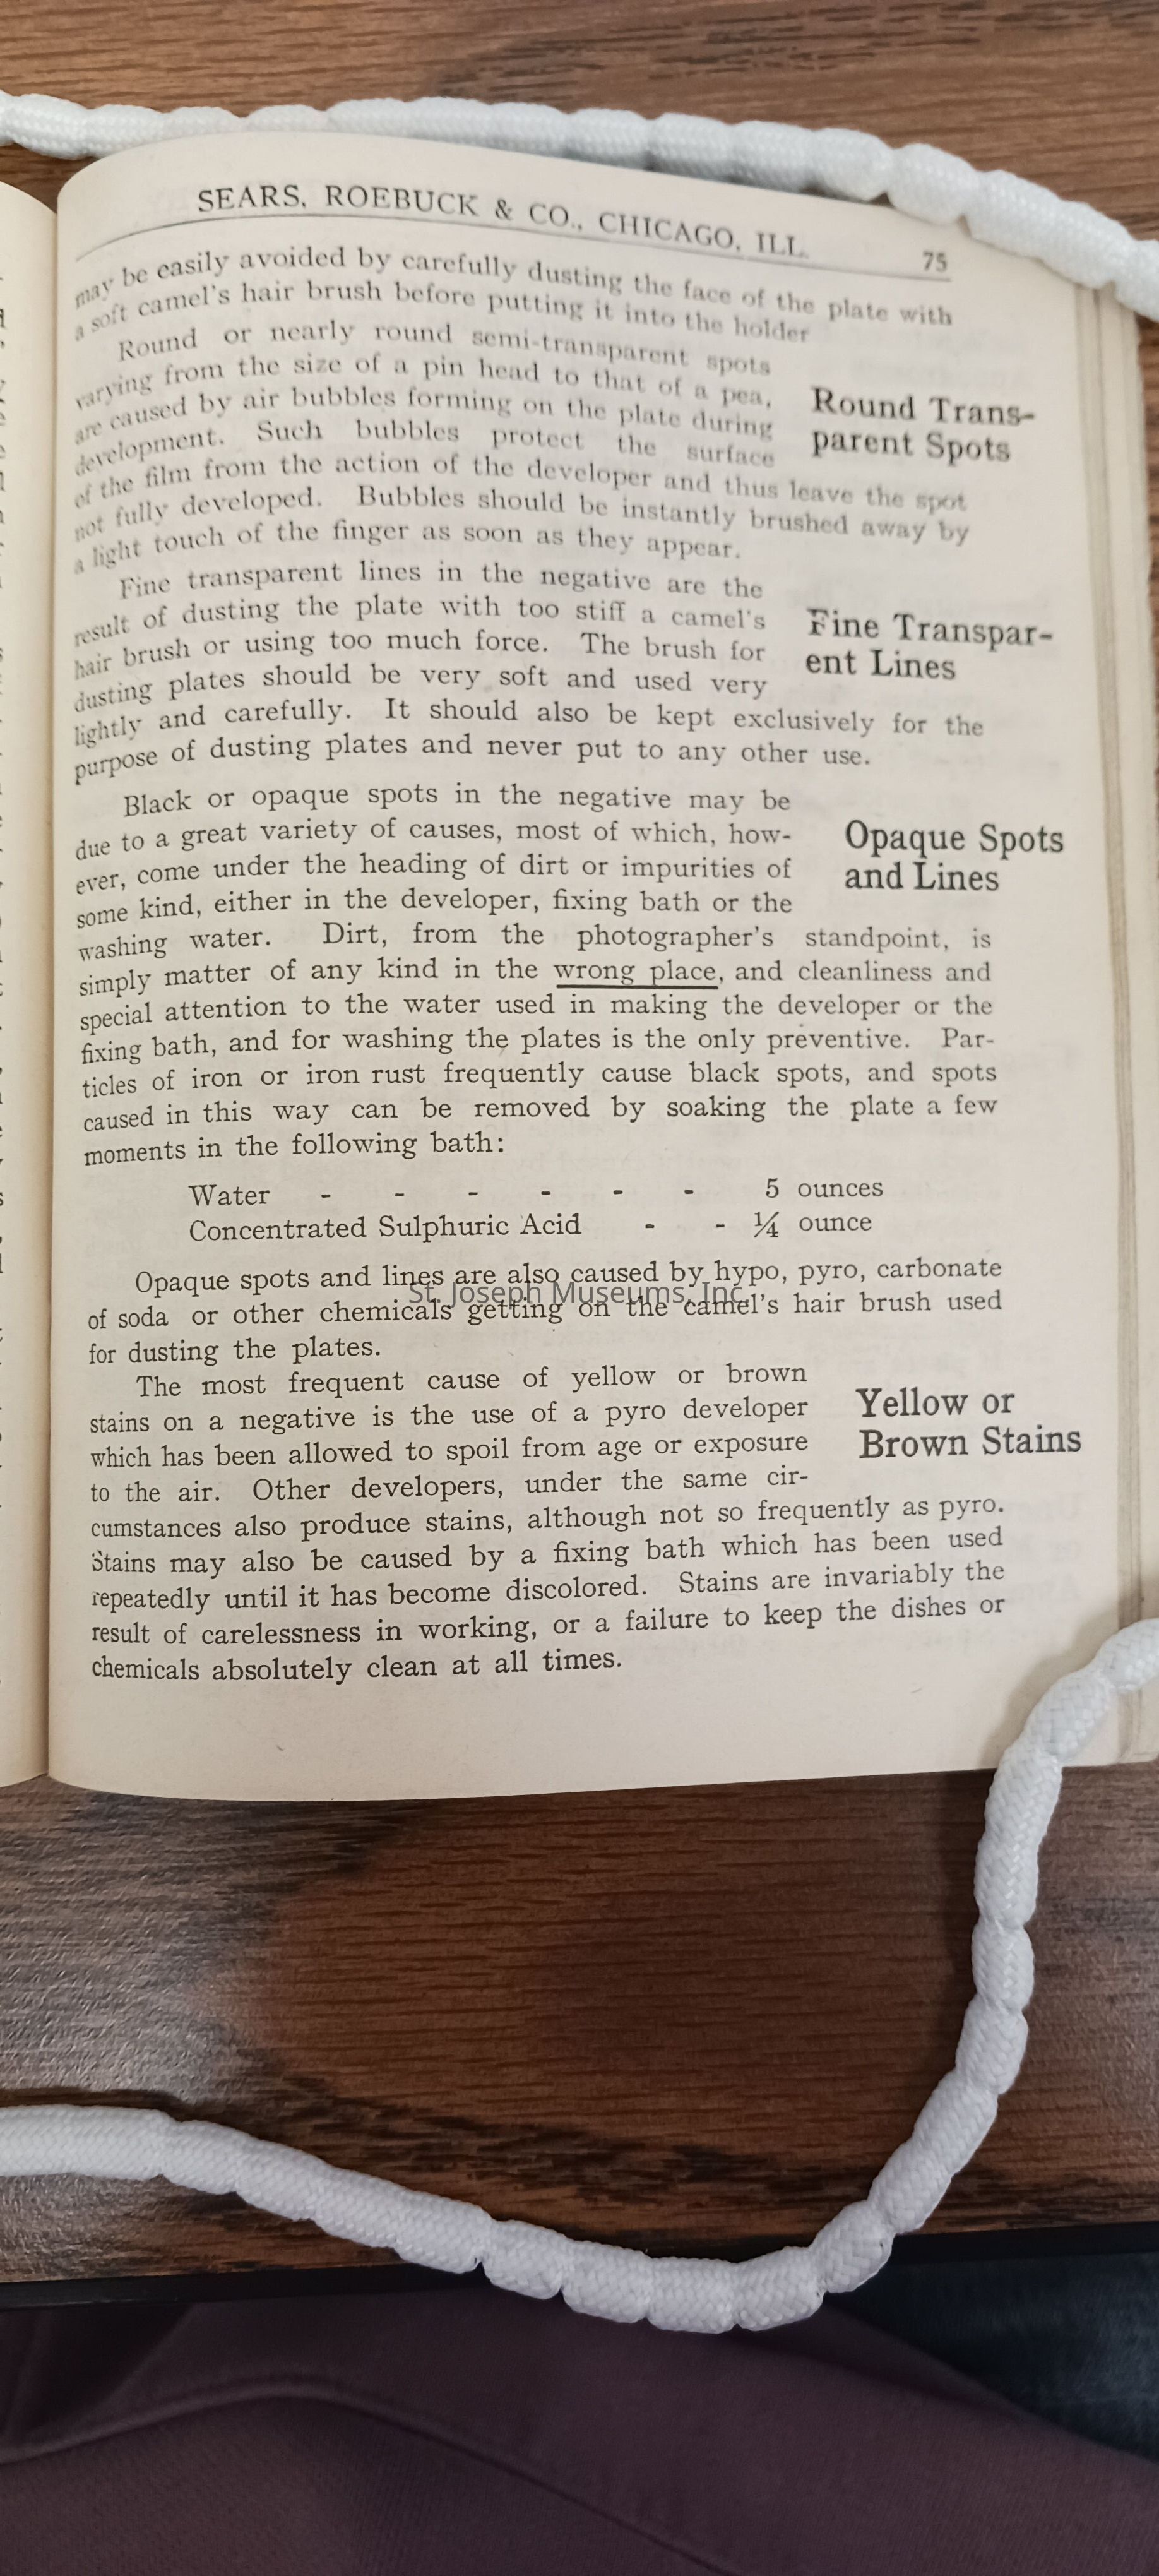 SEARS, ROEBUCK & CO., CHICAGO, ILL. 75
may be easily avoided by carefully dusting the face of the plate with
a soft camel's hair brush before putting it into the holder
Round or nearly round semi-transparent spots
varying from the size of a pin head to that of a pea,
are caused by air bubbles forming on the plate during
development. Such bubbles protect the surface
Round Trans-
parent Spots
of the film from the action of the developer and thus leave the spot
not fully developed. Bubbles should be instantly brushed away by
a light touch of the finger as soon as they appear.
Fine transparent lines in the negative are the
result of dusting the plate with too stiff a camel's
hair brush or using too much force. The brush for
dusting plates should be very soft and used very
Fine Transpar-
ent Lines
lightly and carefully. It should also be kept exclusively for the
purpose of dusting plates and never put to any other use.
Black or opaque spots in the negative may be
due to a great variety of causes, most of which, how-
ever, come under the heading of dirt or impurities of
some kind, either in the developer, fixing bath or the
Opaque Spots
and Lines
washing water. Dirt, from the photographer's standpoint, is
simply matter of any kind in the wrong place, and cleanliness and
special attention to the water used in making the developer or the
fixing bath, and for washing the plates is the only preventive. Par-
ticles of iron or iron rust frequently cause black spots, and spots
caused in this way can be removed by soaking the plate a few
moments in the following bath:
Water - - - - - - 5 ounces
Concentrated Sulphuric Acid - - ¼ ounce
Opaque spots and lines are also caused by hypo, pyro, carbonate
St. Joseph Museums, Inc.
of soda or other chemicals getting on the camel's hair brush used
for dusting the plates.
The most frequent cause of yellow or brown
stains on a negative is the use of a pyro developer
which has been allowed to spoil from age or exposure
to the air. Other developers, under the same cir-
Yellow or
Brown Stains
cumstances also produce stains, although not so frequently as pyro.
Stains may also be caused by a fixing bath which has been used
repeatedly until it has become discolored. Stains are invariably the
result of carelessness in working, or a failure to keep the dishes or
chemicals absolutely clean at all times.